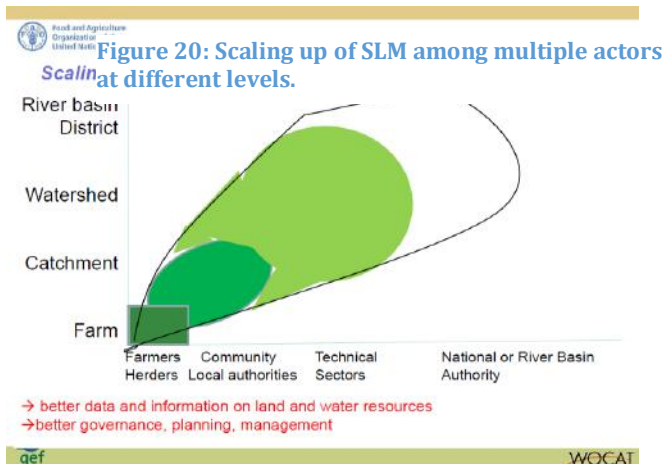 Food and Agriculture
Organization
United
Figure 20: Scaling up of SLM among multiple actors
at different levels.
River basin
District
Watershed
Catchment
Farm
Farmers Community Technical National or River Basin
Herders Local authorities Sectors Authority
→ better data and information on land and water resources
→better governance, planning, management
gef WOCAT